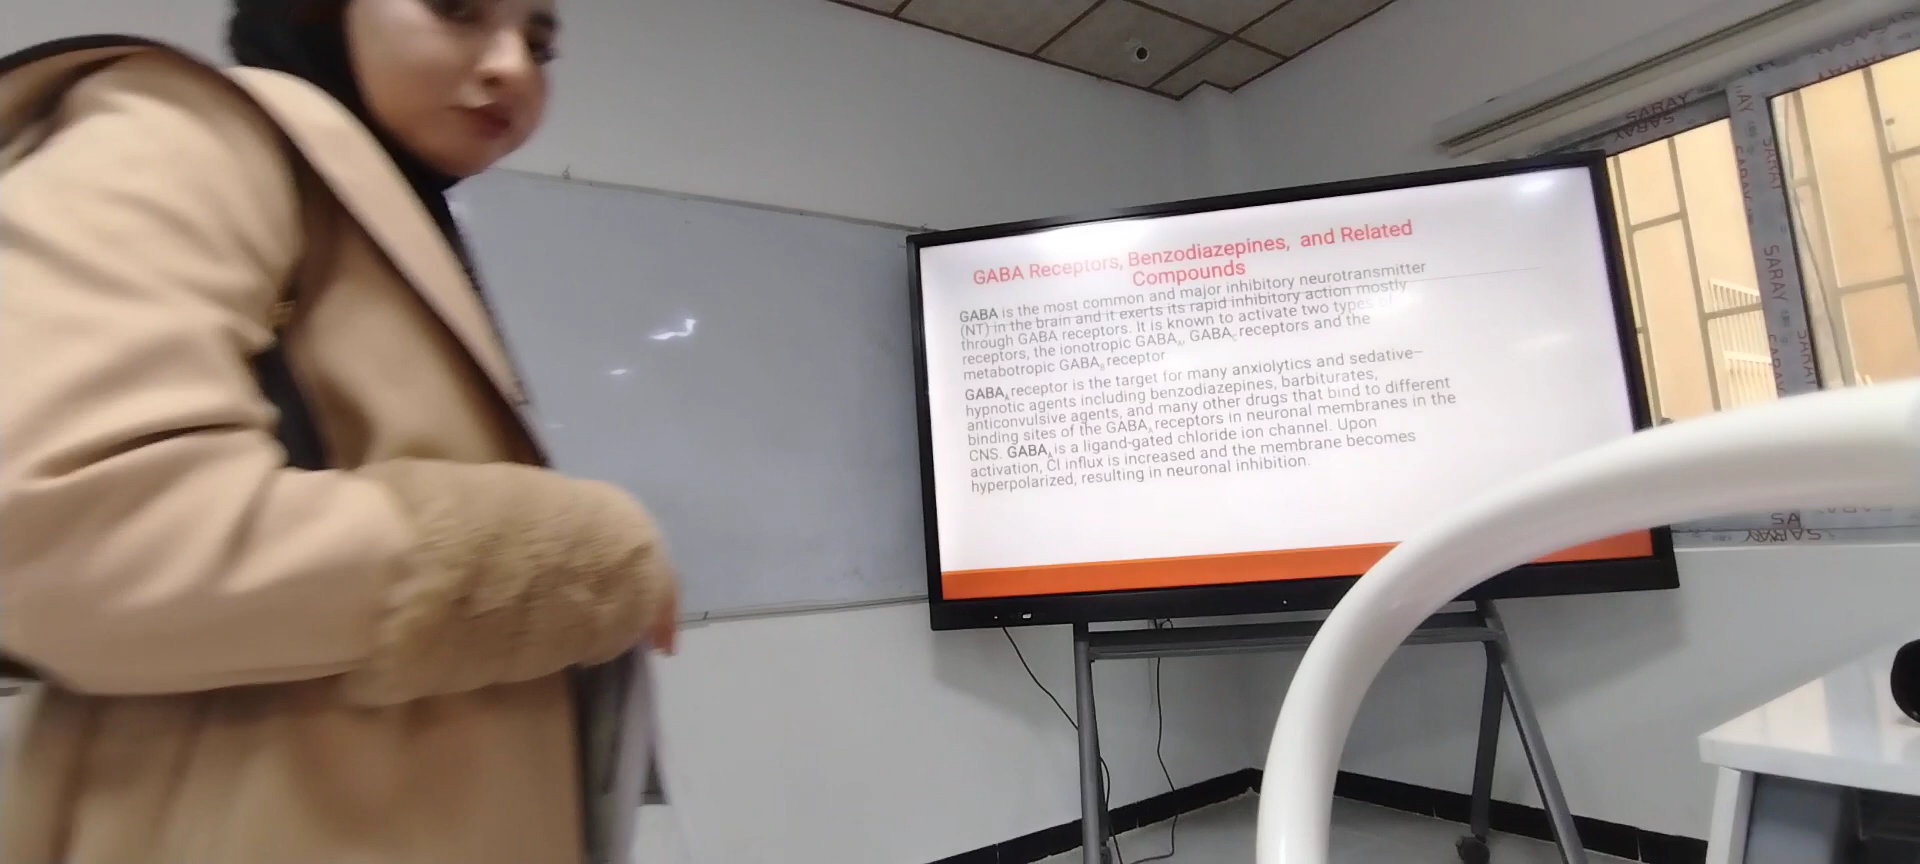 GABA Receptors, Benzodiazepines, and Related
Compounds
GABA is the most common and major inhibitory neurotransmitter
(NT) in the brain and it exerts its rapid inhibitory action mostly
through GABA receptors. It is known to activate two types of
receptors, the ionotropic GABAA, GABAC receptors and the
metabotropic GABAB receptor
GABAA receptor is the target for many anxiolytics and sedative–
hypnotic agents including benzodiazepines, barbiturates,
anticonvulsive agents, and many other drugs that bind to different
binding sites of the GABAA receptors in neuronal membranes in the
CNS. GABAA is a ligand-gated chloride ion channel. Upon
activation, Cl influx is increased and the membrane becomes
hyperpolarized, resulting in neuronal inhibition.
SARAY
SARAY
SARAY
SARAY
SARAY